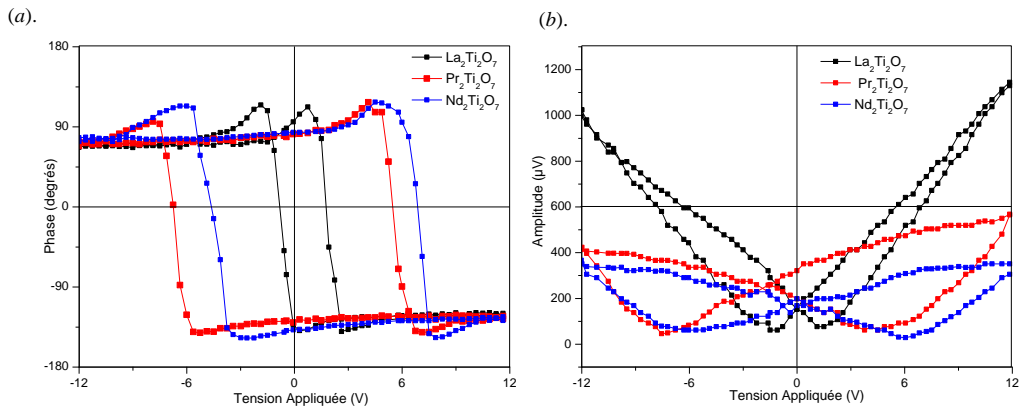 (a).
180
90
0
-90
-180
Phase (degrés)
-12 -6 0 6 12
Tension Appliquée (V)
La₂Ti₂O₇
Pr₂Ti₂O₇
Nd₂Ti₂O₇
(b).
1200
1000
800
600
400
200
0
Amplitude (µV)
-12 -6 0 6 12
Tension Appliquée (V)
La₂Ti₂O₇
Pr₂Ti₂O₇
Nd₂Ti₂O₇